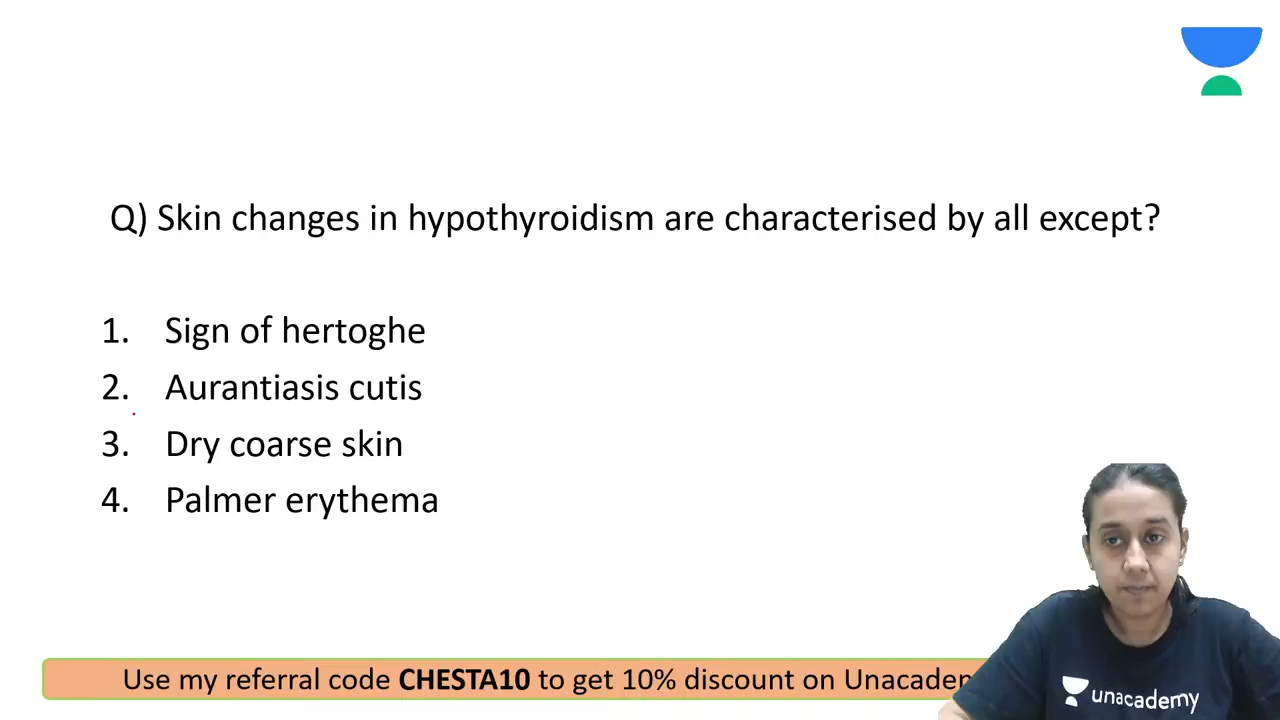 Q) Skin changes in hypothyroidism are characterised by all except?
1. Sign of hertoghe
2. Aurantiasis cutis
3. Dry coarse skin
4. Palmer erythema
Use my referral code CHESTA10 to get 10% discount on
unacademy